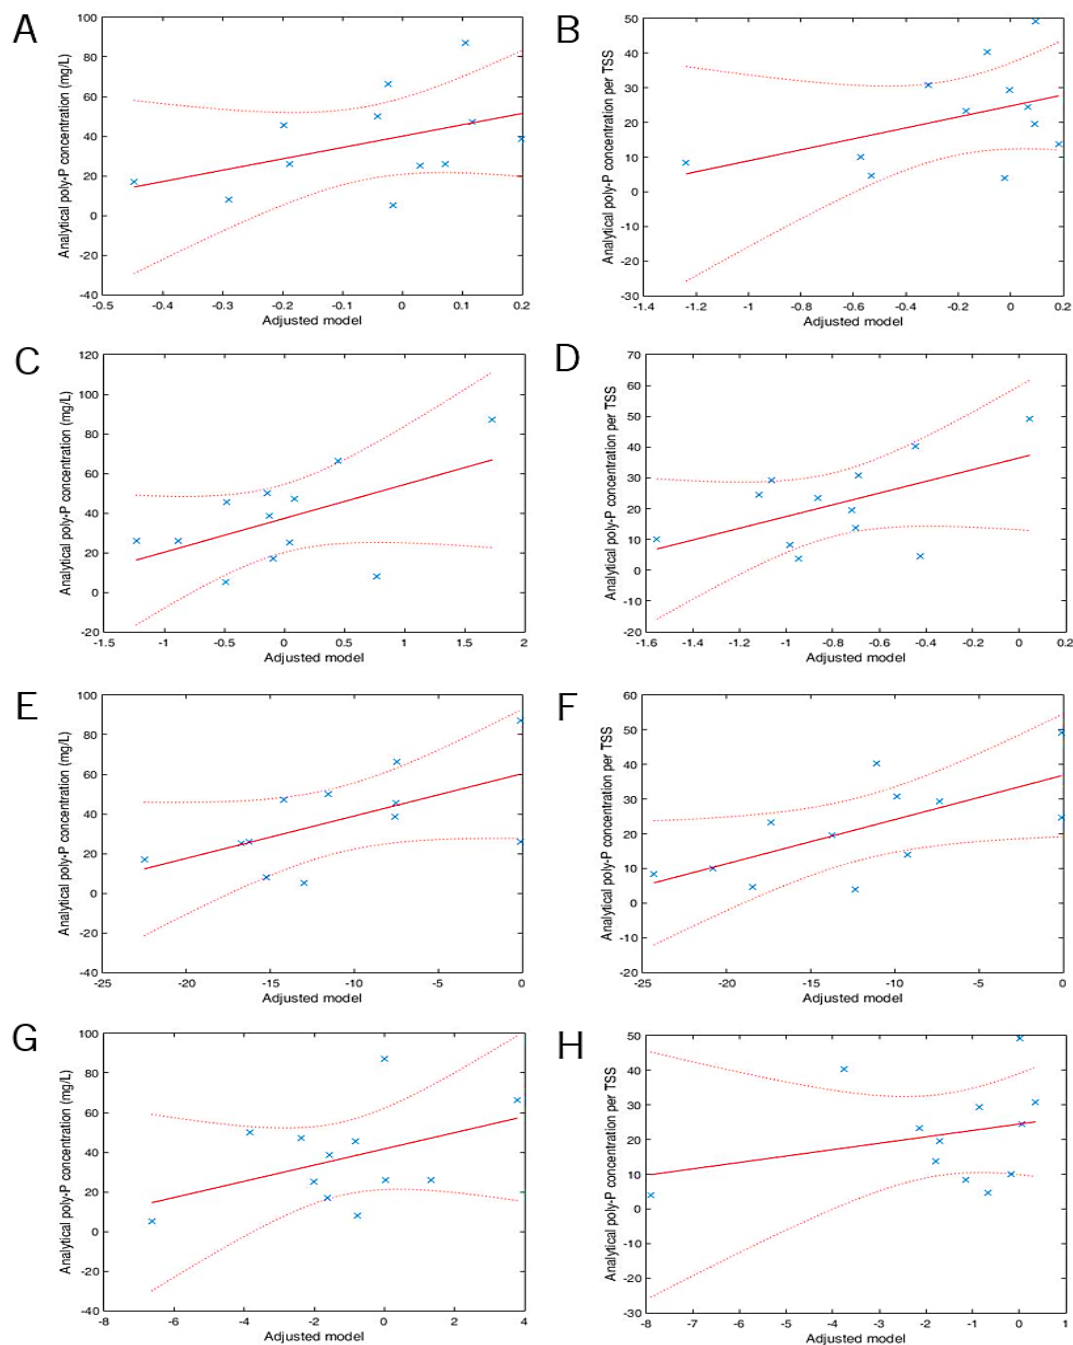 A
Analytical poly-P concentration (mg/L)
100
80
60
40
20
0
-20
-40
-0.5 -0.4 -0.3 -0.2 -0.1 0 0.1 0.2
Adjusted model
B
Analytical poly-P concentration per TSS
50
40
30
20
10
0
-10
-20
-30
-1.4 -1.2 -1 -0.8 -0.6 -0.4 -0.2 0 0.2
Adjusted model
C
Analytical poly-P concentration (mg/L)
120
100
80
60
40
20
0
-20
-1.5 -1 -0.5 0 0.5 1 1.5 2
Adjusted model
D
Analytical poly-P concentration per TSS
70
60
50
40
30
20
10
0
-10
-20
-1.6 -1.4 -1.2 -1 -0.8 -0.6 -0.4 -0.2 0 0.2
Adjusted model
E
Analytical poly-P concentration (mg/L)
100
80
60
40
20
0
-20
-40
-25 -20 -15 -10 -5 0
Adjusted model
F
Analytical poly-P concentration per TSS
60
50
40
30
20
10
0
-10
-20
-25 -20 -15 -10 -5 0
Adjusted model
G
Analytical poly-P concentration (mg/L)
100
80
60
40
20
0
-20
-40
-8 -6 -4 -2 0 2 4
Adjusted model
H
Analytical poly-P concentration per TSS
50
40
30
20
10
0
-10
-20
-30
-8 -7 -6 -5 -4 -3 -2 -1 0 1
Adjusted model